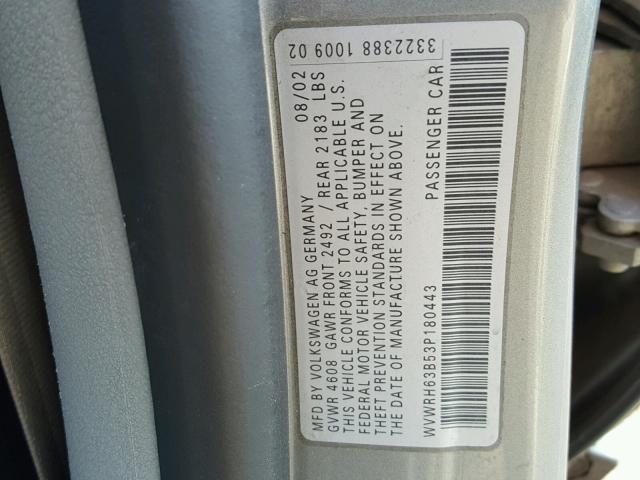 3322388 1009 02
08/02
MFD BY VOLKSWAGEN AG GERMANY
GVWR 4608 GAWR FRONT 2492 / REAR 2183 LBS
THIS VEHICLE CONFORMS TO ALL APPLICABLE U.S.
FEDERAL MOTOR VEHICLE SAFETY, BUMPER AND
THEFT PREVENTION STANDARDS IN EFFECT ON
THE DATE OF MANUFACTURE SHOWN ABOVE.
WVWRH63B53P180443 PASSENGER CAR